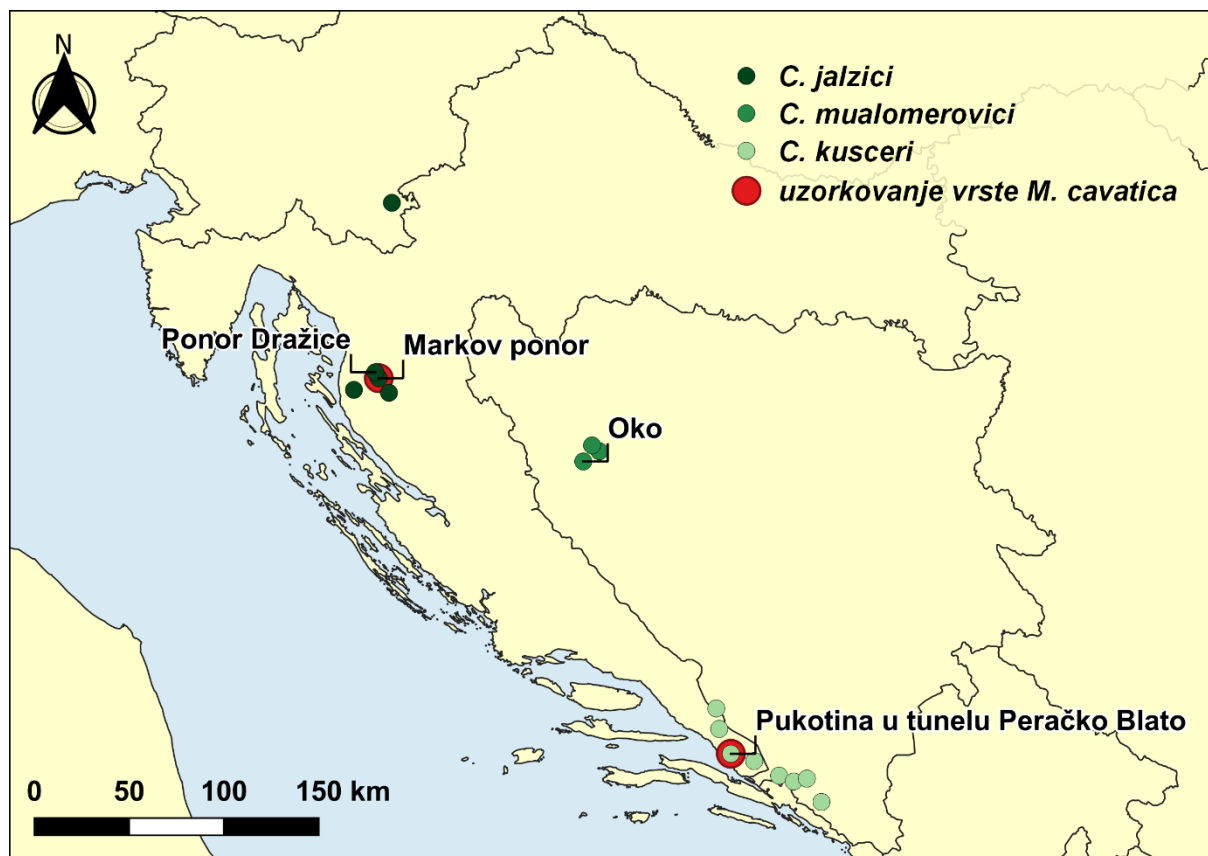 N
C. jalzici
C. mualomerovici
C. kusceri
uzorkovanje vrste M. cavatica
Ponor Dražice
Markov ponor
Oko
Pukotina u tunelu Peračko Blato
0 50 100 150 km